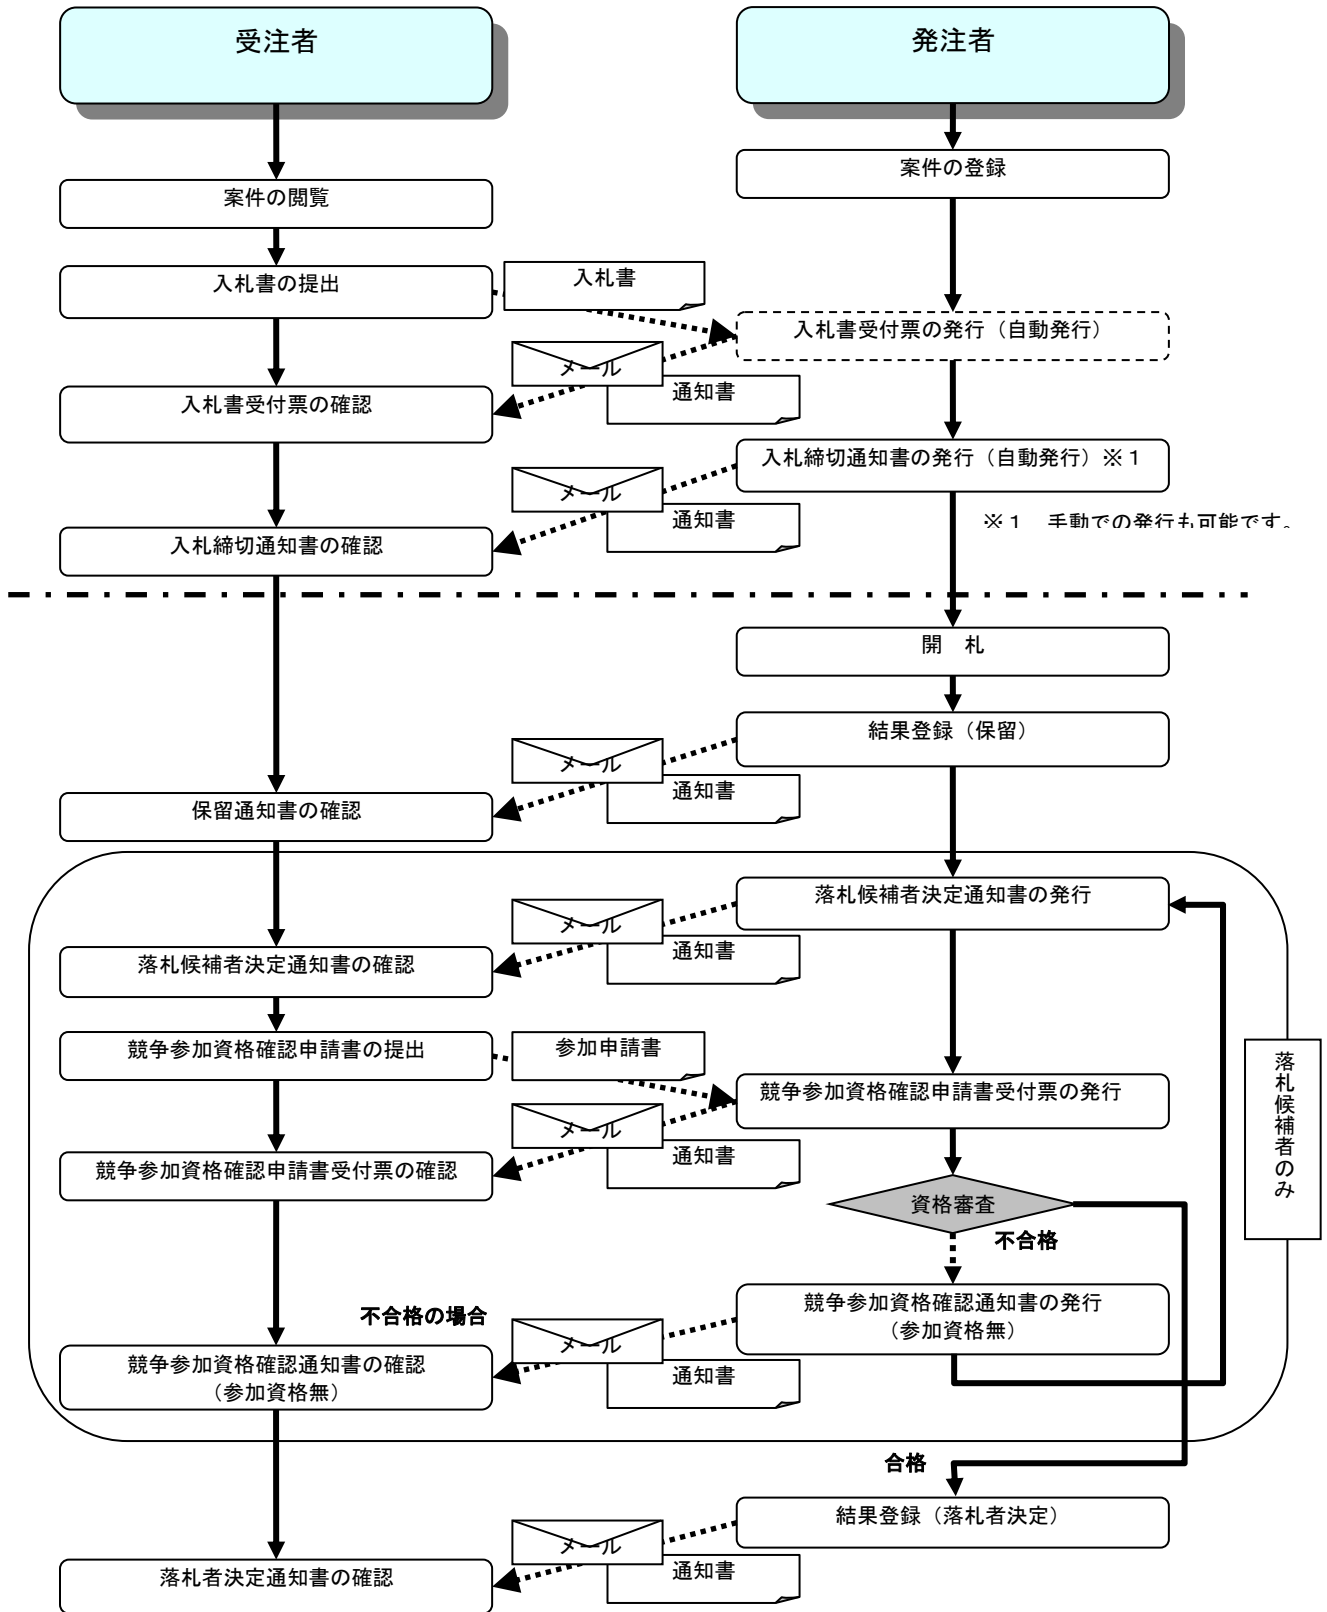 受注者
発注者
案件の登録
案件の閲覧
入札書の提出
入札書
入札書受付票の発行（自動発行）
メール
通知書
入札書受付票の確認
入札締切通知書の発行（自動発行）※１
メール
通知書
※１　手動での発行も可能です。
入札締切通知書の確認
開　札
結果登録（保留）
メール
通知書
保留通知書の確認
落札候補者決定通知書の発行
メール
通知書
落札候補者決定通知書の確認
競争参加資格確認申請書の提出
参加申請書
競争参加資格確認申請書受付票の発行
メール
通知書
競争参加資格確認申請書受付票の確認
落札候補者のみ
資格審査
不合格
競争参加資格確認通知書の発行
（参加資格無）
不合格の場合
メール
通知書
競争参加資格確認通知書の確認
（参加資格無）
合格
結果登録（落札者決定）
メール
通知書
落札者決定通知書の確認